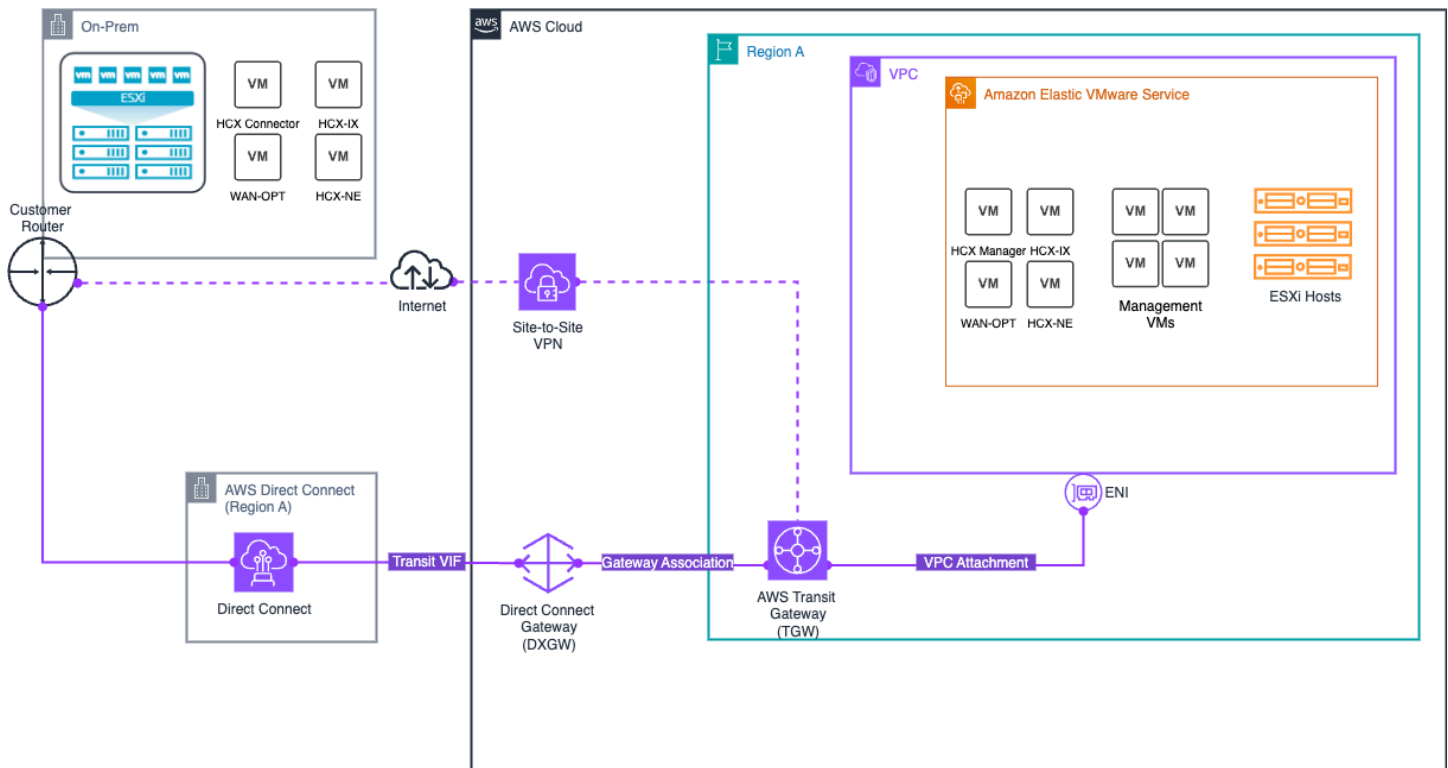 On-Prem
vm vm vm vm vm
ESXi
VM
HCX Connector
VM
HCX-IX
VM
WAN-OPT
VM
HCX-NE
Customer
Router
Internet
Site-to-Site
VPN
AWS Direct Connect
(Region A)
Direct Connect
Transit VIF
aws
AWS Cloud
Direct Connect
Gateway
(DXGW)
Gateway Association
Region A
AWS Transit
Gateway
(TGW)
VPC Attachment
ENI
VPC
Amazon Elastic VMware Service
VM
HCX Manager
VM
HCX-IX
VM
WAN-OPT
VM
HCX-NE
VM VM
VM VM
Management
VMs
ESXi Hosts